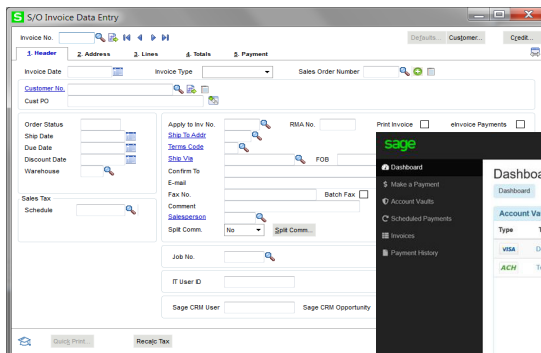 S/O Invoice Data Entry
Invoice No.
Defaults... Customer... Credit...
1. Header 2. Address 3. Lines 4. Totals 5. Payment
Invoice Date Invoice Type Sales Order Number
Customer No.
Cust PO
Order Status Apply to Inv No. RMA No. Print Invoice eInvoice Payments
Ship Date Ship To Addr
Due Date Terms Code
Discount Date Ship Via FOB
Warehouse Confirm To
E-mail
Fax No. Batch Fax
Sales Tax Comment
Schedule Salesperson
Split Comm. No Split Comm...
Job No.
IT User ID
Sage CRM User Sage CRM Opportunity
Quick Print... Recalc Tax
sage
Dashboard
$ Make a Payment
Account Vaults
Scheduled Payments
Invoices
Payment History
Dashboa
Dashboard
Account Va
Type T
VISA D
ACH Te